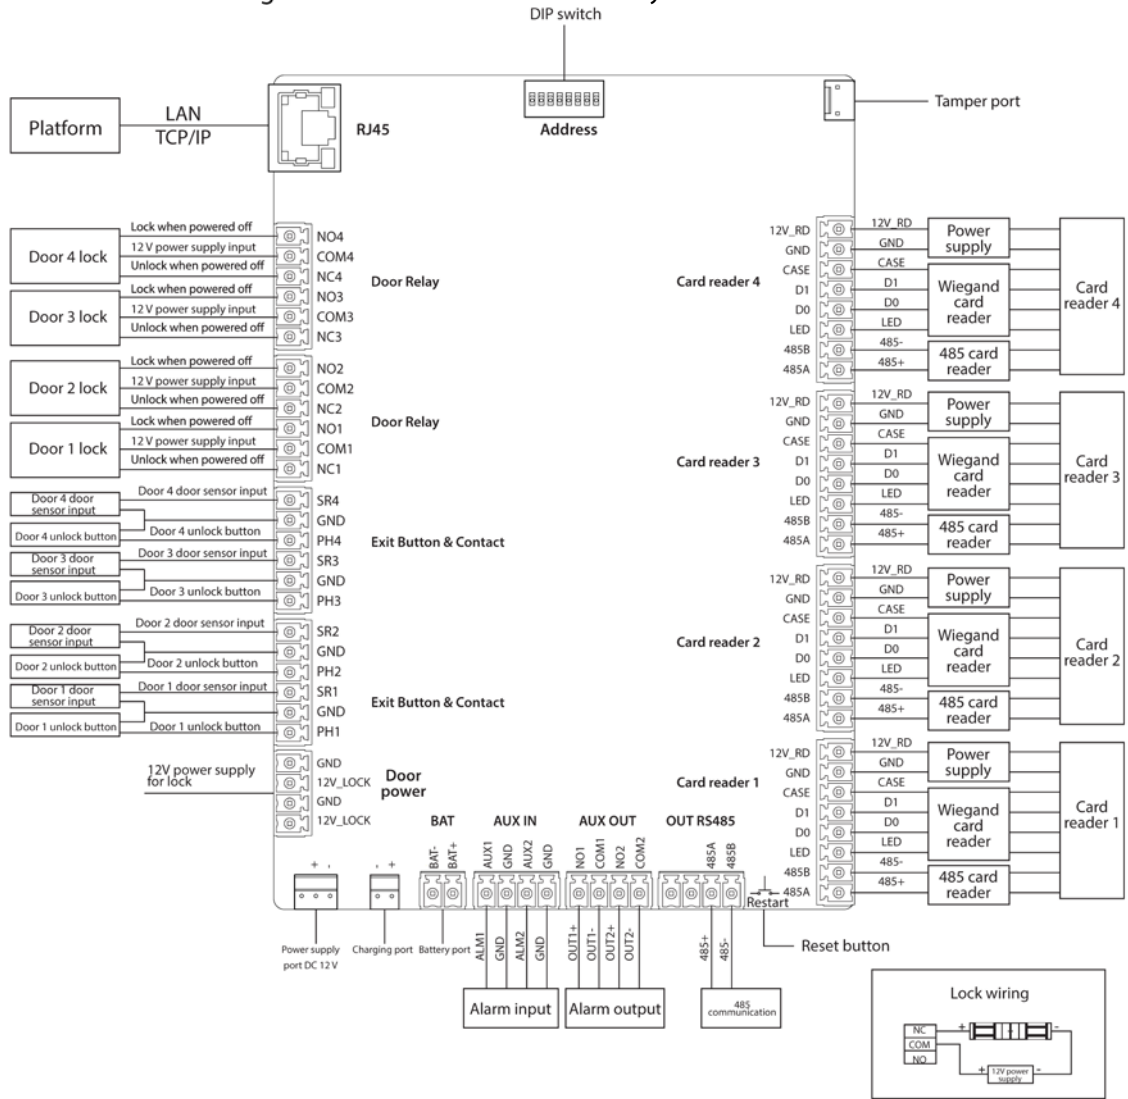 DIP switch
Address
Tamper port
Platform
LAN
TCP/IP
RJ45
Door 4 lock
Lock when powered off
12 V power supply input
Unlock when powered off
NO4
COM4
NC4
Door 3 lock
Lock when powered off
12 V power supply input
Unlock when powered off
NO3
COM3
NC3
Door Relay
Door 2 lock
Lock when powered off
12 V power supply input
Unlock when powered off
NO2
COM2
NC2
Door 1 lock
Lock when powered off
12 V power supply input
Unlock when powered off
NO1
COM1
NC1
Door Relay
Door 4 door
sensor input
Door 4 unlock button
Door 4 door sensor input
Door 4 unlock button
SR4
GND
PH4
Door 3 door
sensor input
Door 3 unlock button
Door 3 door sensor input
Door 3 unlock button
SR3
GND
PH3
Exit Button & Contact
Door 2 door
sensor input
Door 2 unlock button
Door 2 door sensor input
Door 2 unlock button
SR2
GND
PH2
Door 1 door
sensor input
Door 1 unlock button
Door 1 door sensor input
Door 1 unlock button
SR1
GND
PH1
Exit Button & Contact
12V power supply
for lock
GND
12V_LOCK
GND
12V_LOCK
Door
power
Card reader 4
12V_RD
GND
CASE
D1
D0
LED
485B
485A
12V_RD
GND
CASE
D1
D0
LED
485-
485+
Power
supply
Wiegand
card
reader
485 card
reader
Card
reader 4
Card reader 3
12V_RD
GND
CASE
D1
D0
LED
485B
485A
12V_RD
GND
CASE
D1
D0
LED
485-
485+
Power
supply
Wiegand
card
reader
485 card
reader
Card
reader 3
Card reader 2
12V_RD
GND
CASE
D1
D0
LED
485B
485A
12V_RD
GND
CASE
D1
D0
LED
485-
485+
Power
supply
Wiegand
card
reader
485 card
reader
Card
reader 2
Card reader 1
12V_RD
GND
CASE
D1
D0
LED
485B
485A
12V_RD
GND
CASE
D1
D0
LED
485-
485+
Power
supply
Wiegand
card
reader
485 card
reader
Card
reader 1
+ -
Power supply
port DC 12 V
- +
Charging port
BAT
BAT-
BAT+
Battery port
AUX IN
AUX1
GND
AUX2
GND
ALM1
GND
ALM2
GND
Alarm input
AUX OUT
NO1
COM1
NO2
COM2
OUT1+
OUT1-
OUT2+
OUT2-
Alarm output
OUT RS485
485A
485B
485+
485-
485
communication
Restart
Reset button
Lock wiring
NC
COM
NO
+ -
+ -
12V power
supply